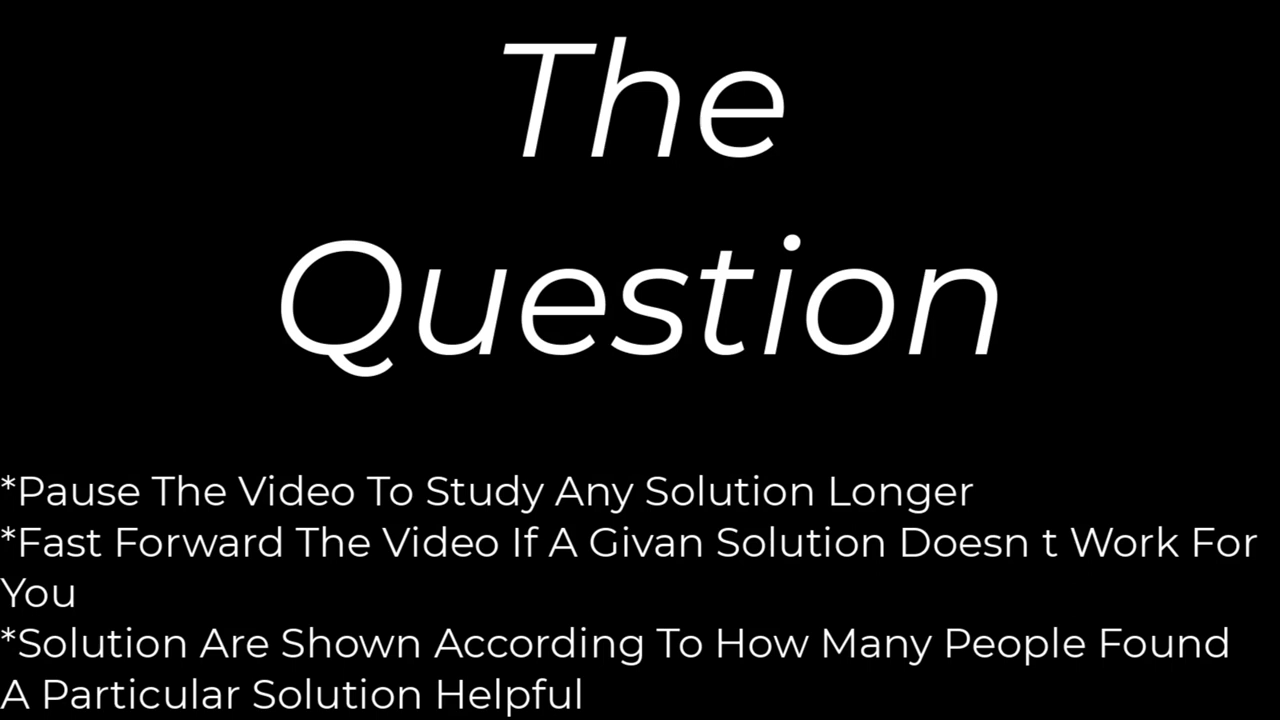 The
Question
*Pause The Video To Study Any Solution Longer
*Fast Forward The Video If A Givan Solution Doesn t Work For
You
*Solution Are Shown According To How Many People Found
A Particular Solution Helpful